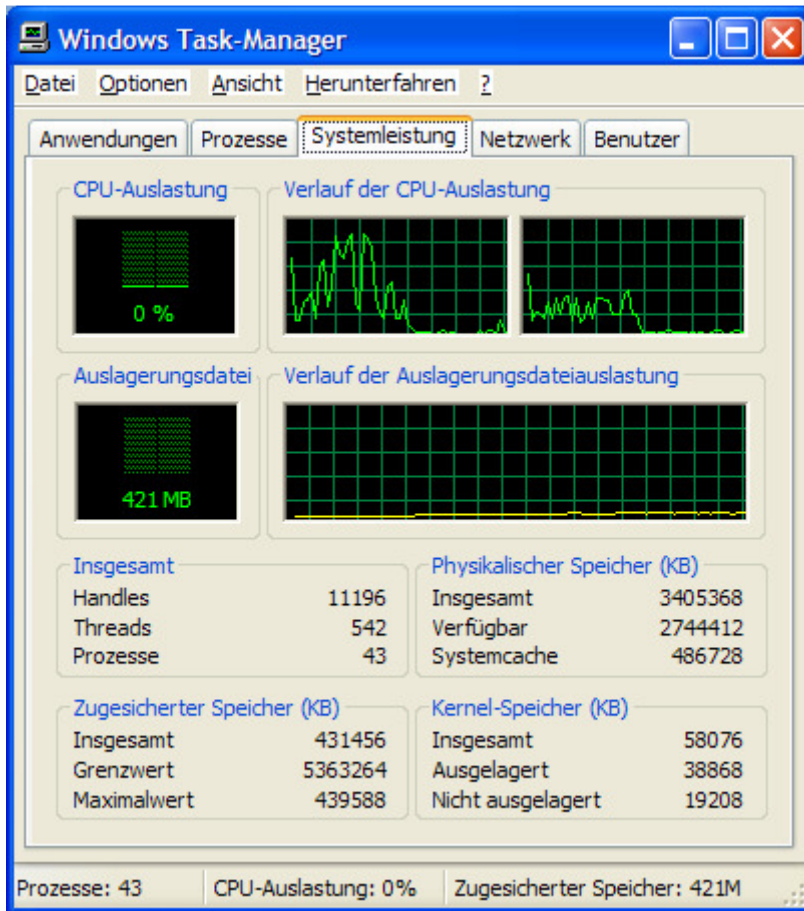 Windows Task-Manager
Datei Optionen Ansicht Herunterfahren ?
Anwendungen Prozesse Systemleistung Netzwerk Benutzer
CPU-Auslastung Verlauf der CPU-Auslastung
0 %
Auslagerungsdatei Verlauf der Auslagerungsdateiauslastung
421 MB
Insgesamt
Handles 11196
Threads 542
Prozesse 43
Physikalischer Speicher (KB)
Insgesamt 3405368
Verfügbar 2744412
Systemcache 486728
Zugesicherter Speicher (KB)
Insgesamt 431456
Grenzwert 5363264
Maximalwert 439588
Kernel-Speicher (KB)
Insgesamt 58076
Ausgelagert 38868
Nicht ausgelagert 19208
Prozesse: 43 CPU-Auslastung: 0% Zugesicherter Speicher: 421M